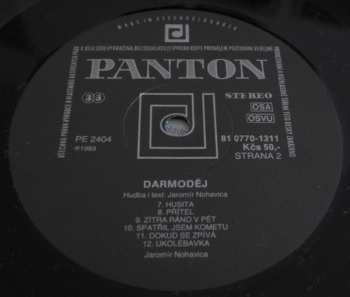 MADE IN CZECHOSLOVAKIA
PANTON
33
STEREO
OSA
OSVU
PE 2404
℗1989
81 0770-1311
Kčs 50,-
STRANA 2
DARMODĚJ
Hudba i text: Jaromír Nohavica
7. HUSITA
8. PŘÍTEL
9. ZÍTRA RÁNO V PĚT
10. SPATŘIL JSEM KOMETU
11. DOKUD SE ZPÍVÁ
12. UKOLÉBAVKA
Jaromír Nohavica